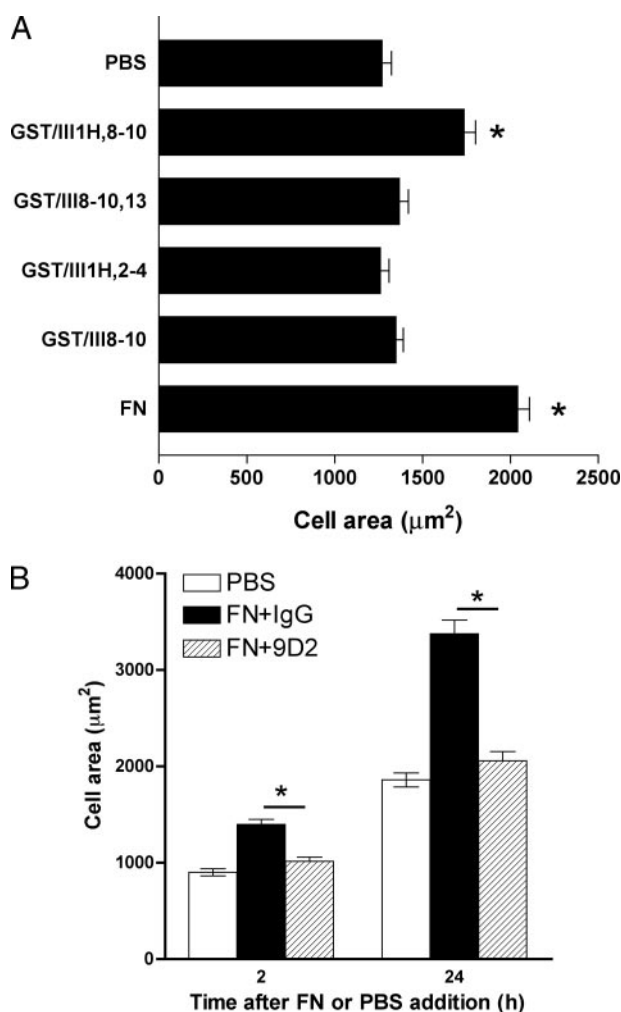 A
PBS
GST/III1H,8-10
*
GST/III8-10,13
GST/III1H,2-4
GST/III8-10
FN
*
0 500 1000 1500 2000 2500
Cell area (μm²)
B
4000
PBS
FN+IgG
FN+9D2
*
3000
Cell area (μm²)
2000
*
1000
0
2 24
Time after FN or PBS addition (h)